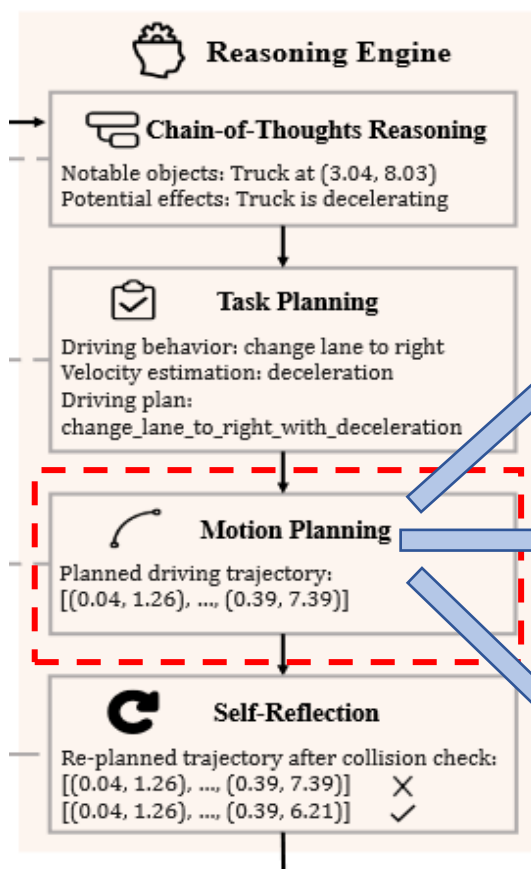 Reasoning Engine
Chain-of-Thoughts Reasoning
Notable objects: Truck at (3.04, 8.03)
Potential effects: Truck is decelerating
Task Planning
Driving behavior: change lane to right
Velocity estimation: deceleration
Driving plan:
change_lane_to_right_with_deceleration
Motion Planning
Planned driving trajectory:
[(0.04, 1.26), ..., (0.39, 7.39)]
Self-Reflection
Re-planned trajectory after collision check:
[(0.04, 1.26), ..., (0.39, 7.39)]
[(0.04, 1.26), ..., (0.39, 6.21)]